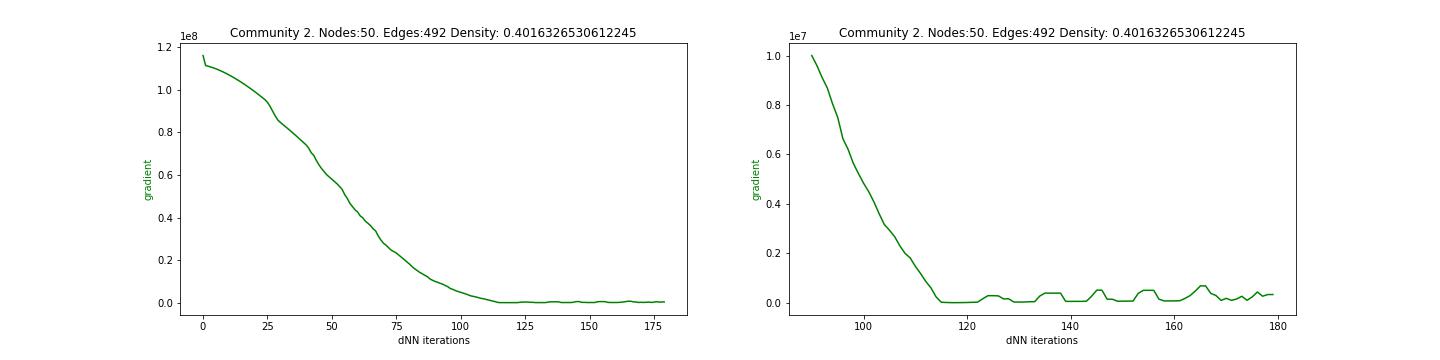 Community 2. Nodes:50. Edges:492 Density: 0.4016326530612245
1e8
1.2
1.0
0.8
0.6
0.4
0.2
0.0
gradient
0 25 50 75 100 125 150 175
dNN iterations
Community 2. Nodes:50. Edges:492 Density: 0.4016326530612245
1e7
1.0
0.8
0.6
0.4
0.2
0.0
gradient
100 120 140 160 180
dNN iterations